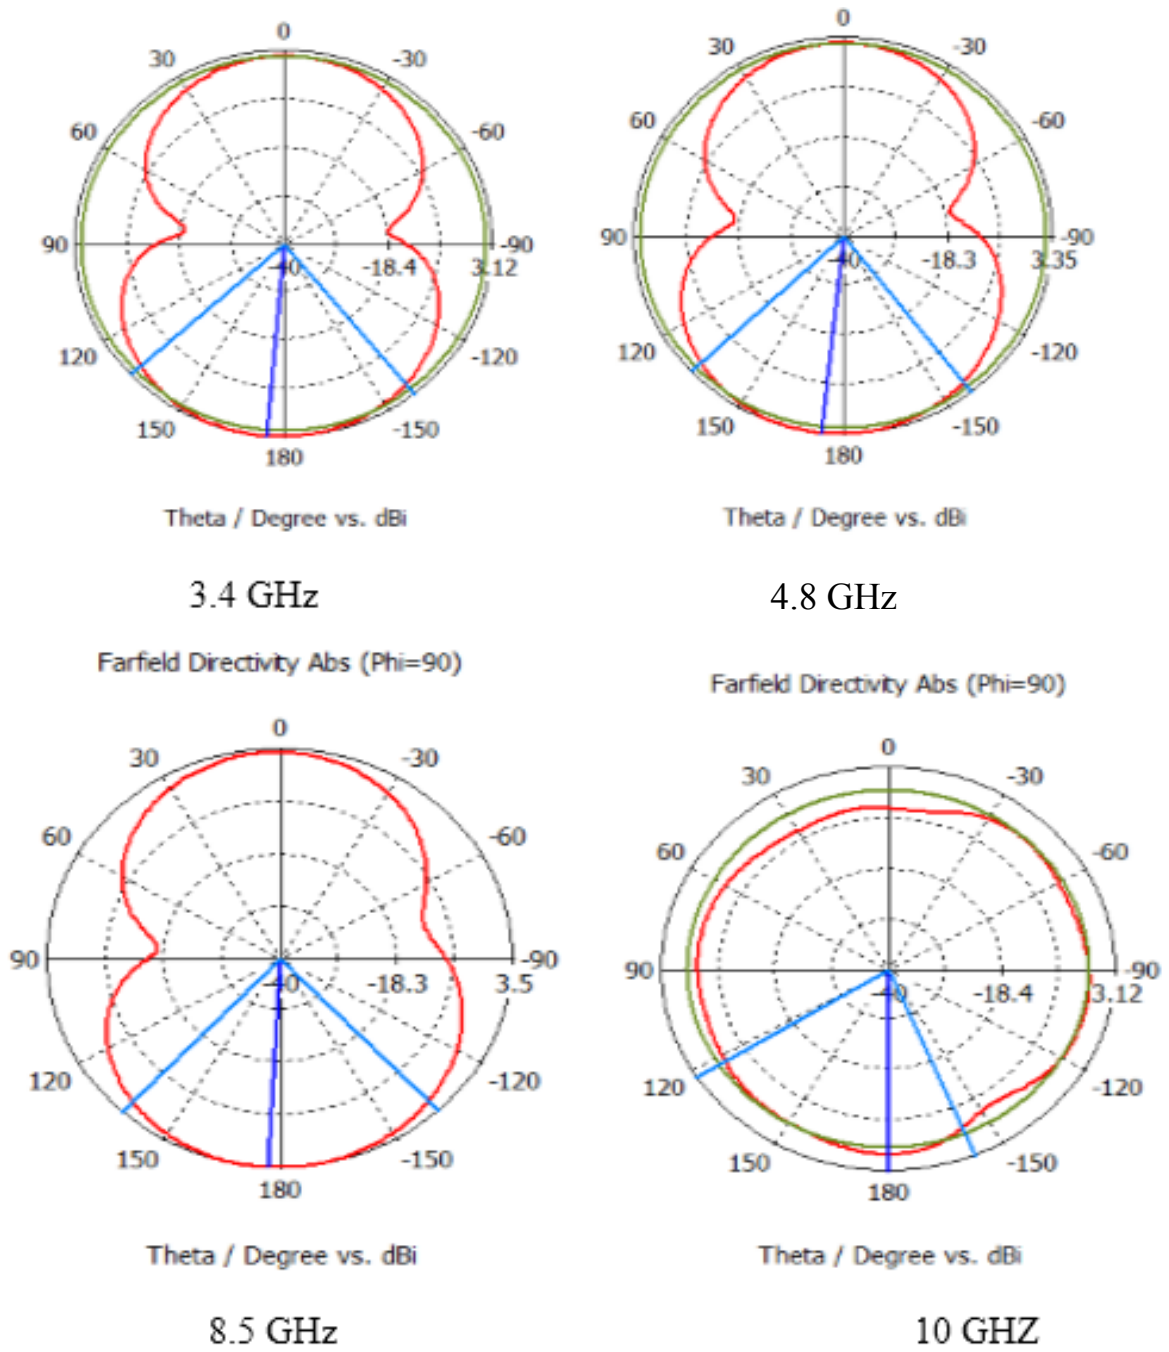 0 0
30 -30 30 -30
60 -60 60 -60
90 -40 -18.4 3.12 -90 90 -40 -18.3 3.35 -90
120 -120 120 -120
150 -150 150 -150
180 180
Theta / Degree vs. dBi Theta / Degree vs. dBi
3.4 GHz 4.8 GHz
Farfield Directivity Abs (Phi=90) Farfield Directivity Abs (Phi=90)
0 0
30 -30 30 -30
60 -60 60 -60
90 -40 -18.3 3.5 -90 90 -40 -18.4 3.12 -90
120 -120 120 -120
150 -150 150 -150
180 180
Theta / Degree vs. dBi Theta / Degree vs. dBi
8.5 GHz 10 GHZ